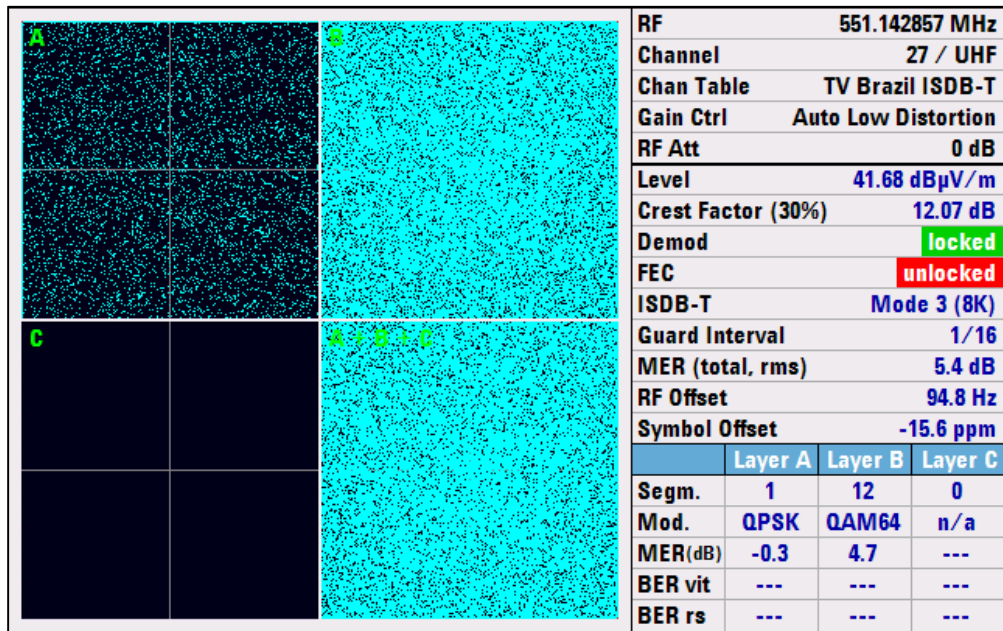 A
B
C
A + B + C
RF 551.142857 MHz
Channel 27 / UHF
Chan Table TV Brazil ISDB-T
Gain Ctrl Auto Low Distortion
RF Att 0 dB
Level 41.68 dBµV/m
Crest Factor (30%) 12.07 dB
Demod locked
FEC unlocked
ISDB-T Mode 3 (8K)
Guard Interval 1/16
MER (total, rms) 5.4 dB
RF Offset 94.8 Hz
Symbol Offset -15.6 ppm
Layer A Layer B Layer C
Segm. 1 12 0
Mod. QPSK QAM64 n/a
MER(dB) -0.3 4.7 ---
BER vit --- --- ---
BER rs --- --- ---